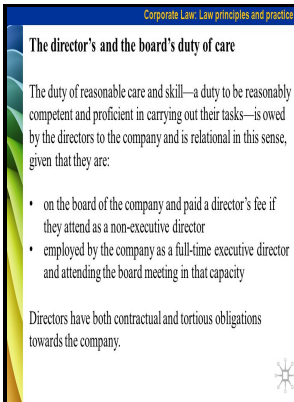 Corporate Law: Law principles and practice
The director's and the board's duty of care
The duty of reasonable care and skill—a duty to be reasonably
competent and proficient in carrying out their tasks—is owed
by the directors to the company and is relational in this sense,
given that they are:
• on the board of the company and paid a director's fee if
they attend as a non-executive director
• employed by the company as a full-time executive director
and attending the board meeting in that capacity
Directors have both contractual and tortious obligations
towards the company.